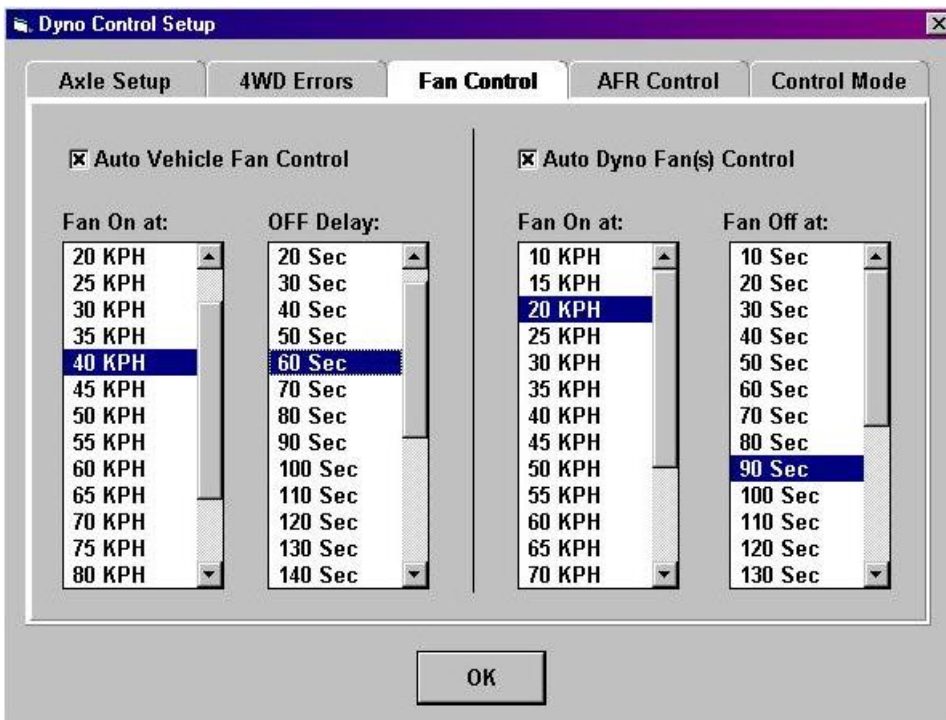 Dyno Control Setup
Axle Setup
4WD Errors
Fan Control
AFR Control
Control Mode
Auto Vehicle Fan Control
Fan On at:
20 KPH
25 KPH
30 KPH
35 KPH
40 KPH
45 KPH
50 KPH
55 KPH
60 KPH
65 KPH
70 KPH
75 KPH
80 KPH
OFF Delay:
20 Sec
30 Sec
40 Sec
50 Sec
60 Sec
70 Sec
80 Sec
90 Sec
100 Sec
110 Sec
120 Sec
130 Sec
140 Sec
Auto Dyno Fan(s) Control
Fan On at:
10 KPH
15 KPH
20 KPH
25 KPH
30 KPH
35 KPH
40 KPH
45 KPH
50 KPH
55 KPH
60 KPH
65 KPH
70 KPH
Fan Off at:
10 Sec
20 Sec
30 Sec
40 Sec
50 Sec
60 Sec
70 Sec
80 Sec
90 Sec
100 Sec
110 Sec
120 Sec
130 Sec
OK